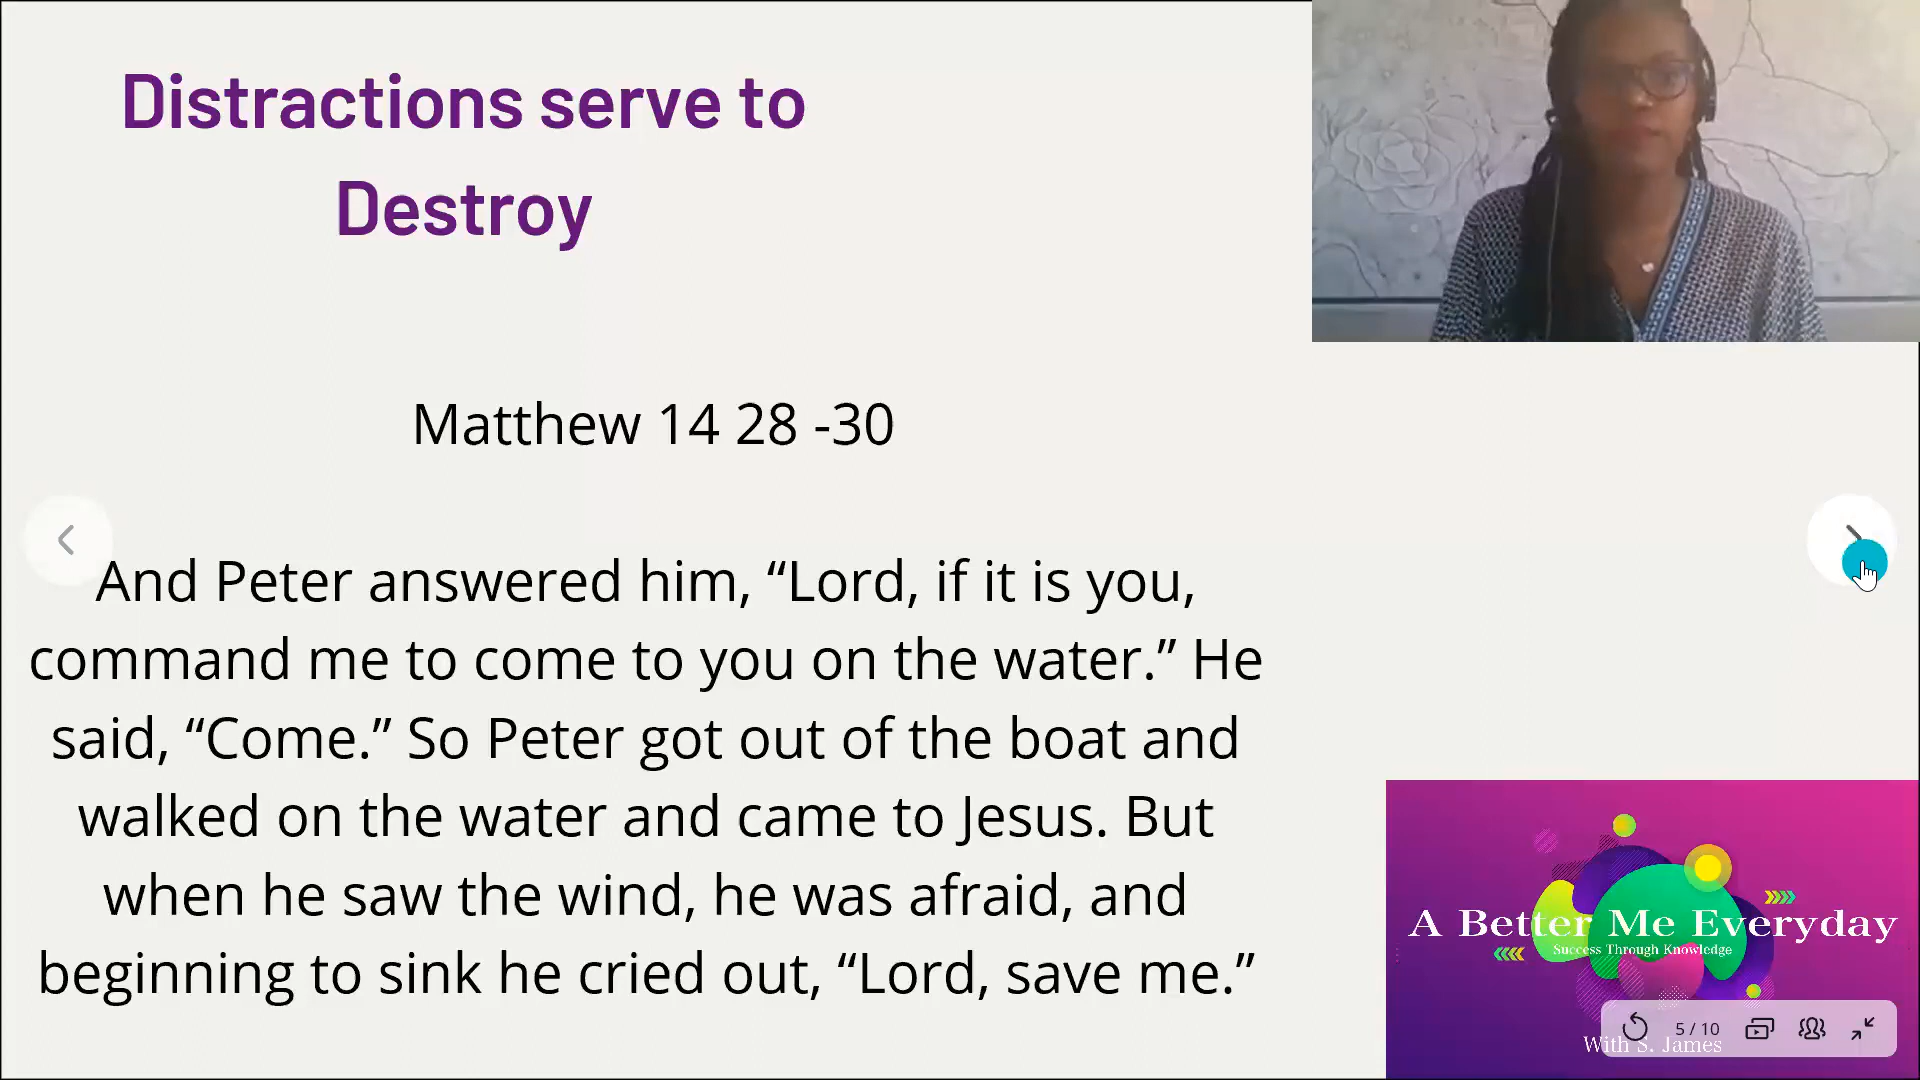 Distractions serve to
Destroy
Matthew 14 28 -30
And Peter answered him, “Lord, if it is you,
command me to come to you on the water.” He
said, “Come.” So Peter got out of the boat and
walked on the water and came to Jesus. But
when he saw the wind, he was afraid, and
beginning to sink he cried out, “Lord, save me.”
A Better Me Everyday
Success Through Knowledge
5 / 10
With S. James